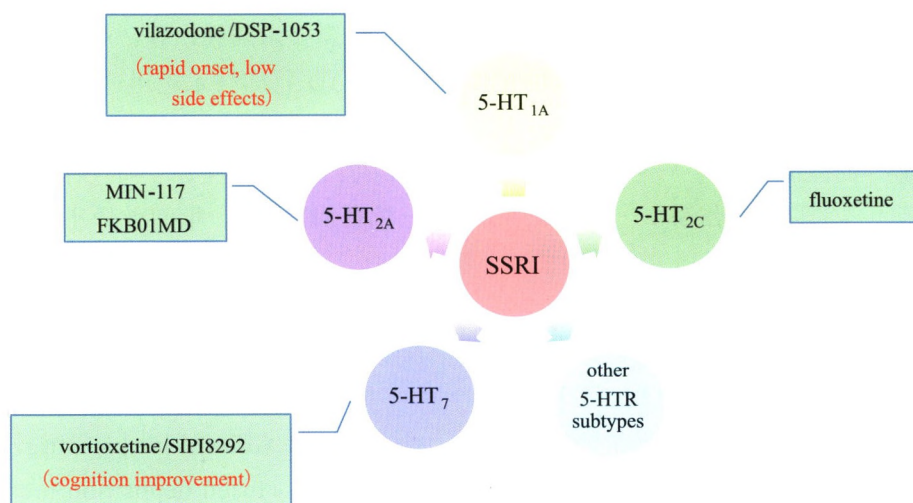 vilazodone/DSP-1053
(rapid onset, low
side effects)
5-HT1A
MIN-117
FKB01MD
5-HT2A
5-HT2C
fluoxetine
SSRI
5-HT7
other
5-HTR
subtypes
vortioxetine/SIPI8292
(cognition improvement)